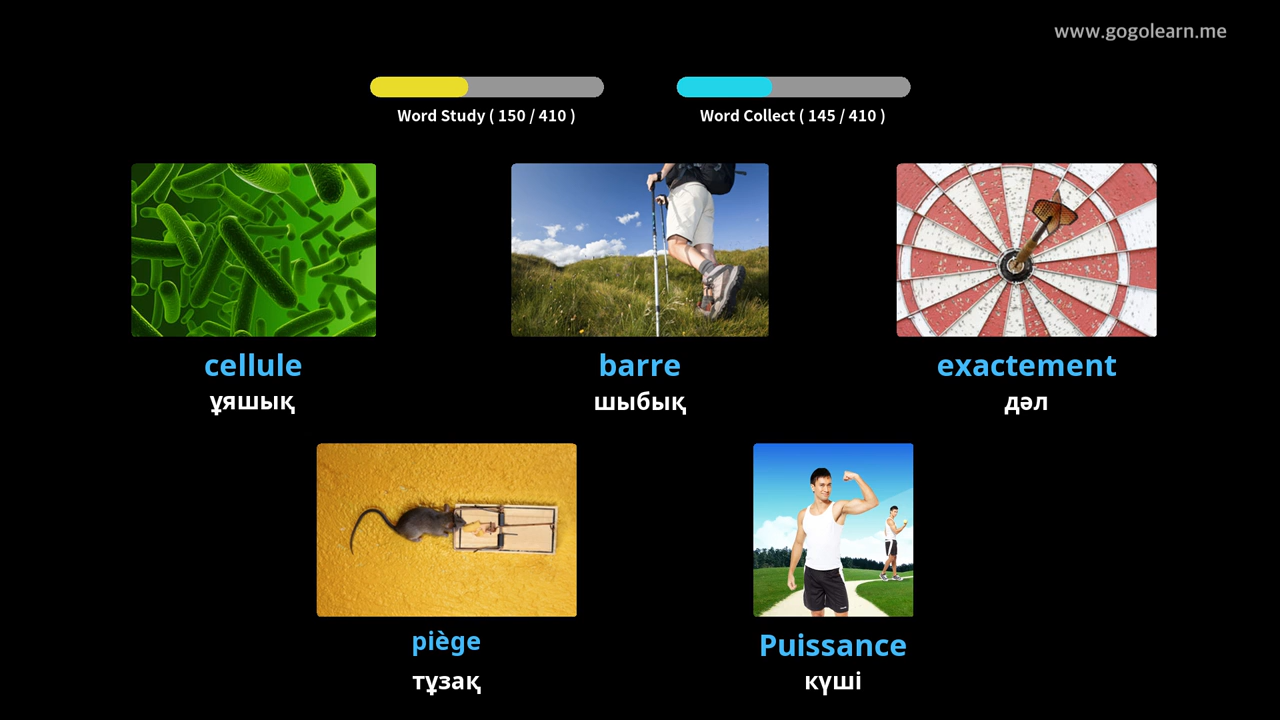 www.gogolearn.me
Word Study ( 150 / 410 )
Word Collect ( 145 / 410 )
cellule
ұяшық
barre
шыбық
exactement
дәл
piège
тұзақ
Puissance
күші